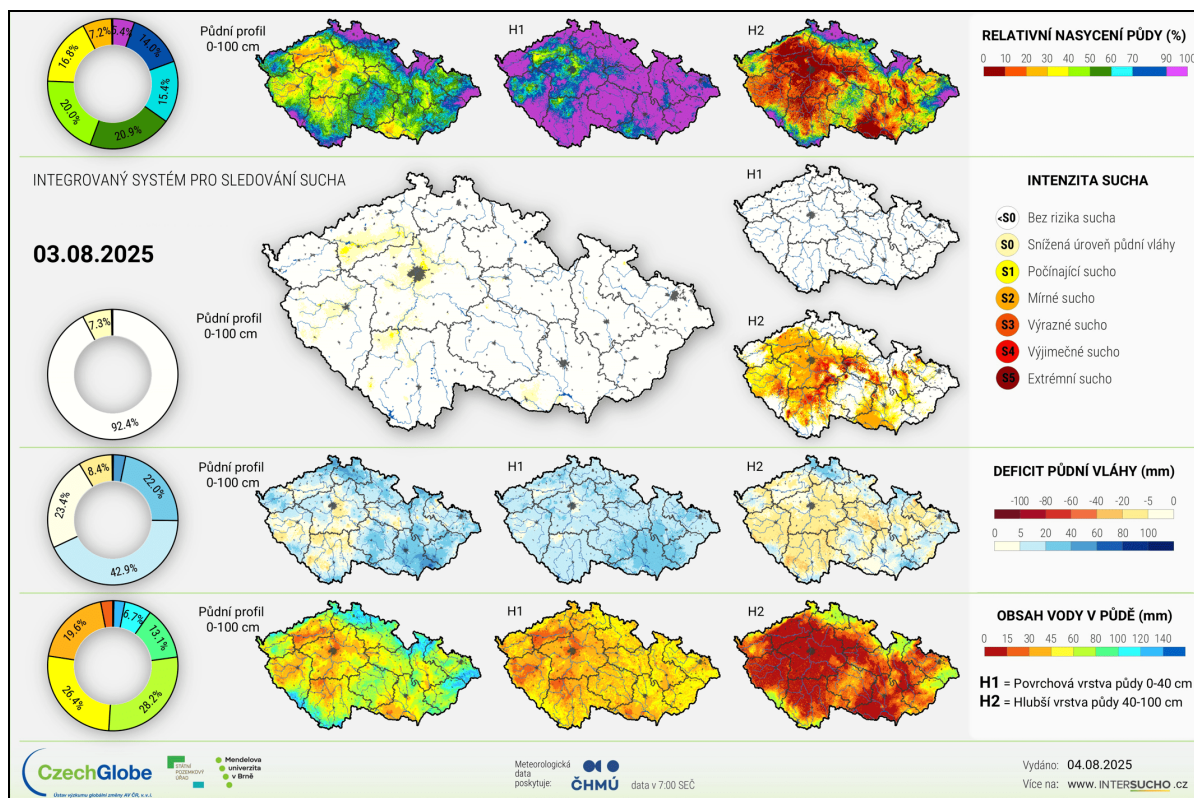 7.2%
5.4%
14.0%
15.4%
20.9%
20.0%
16.8%
Půdní profil
0-100 cm
H1
H2
RELATIVNÍ NASYCENÍ PŮDY (%)
0 10 20 30 40 50 60 70 90 100
INTEGROVANÝ SYSTÉM PRO SLEDOVÁNÍ SUCHA
03.08.2025
7.3%
92.4%
Půdní profil
0-100 cm
H1
H2
INTENZITA SUCHA
<S0 Bez rizika sucha
S0 Snížená úroveň půdní vláhy
S1 Počínající sucho
S2 Mírné sucho
S3 Výrazné sucho
S4 Výjimečné sucho
S5 Extrémní sucho
8.4%
22.0%
23.4%
42.9%
Půdní profil
0-100 cm
H1
H2
DEFICIT PŮDNÍ VLÁHY (mm)
-100 -80 -60 -40 -20 -5 0
0 5 20 40 60 80 100
19.6%
6.7%
13.1%
26.4%
28.2%
Půdní profil
0-100 cm
H1
H2
OBSAH VODY V PŮDĚ (mm)
0 15 30 45 60 80 100 120 140
H1 = Povrchová vrstva půdy 0-40 cm
H2 = Hlubší vrstva půdy 40-100 cm
CzechGlobe
Ústav výzkumu globální změny AV ČR, v.v.i.
STÁTNÍ
POZEMKOVÝ
ÚŘAD
Mendelova
univerzita
v Brně
Meteorologická
data
poskytuje:
ČHMÚ
data v 7:00 SEČ
Vydáno: 04.08.2025
Více na: www.INTERSUCHO.cz